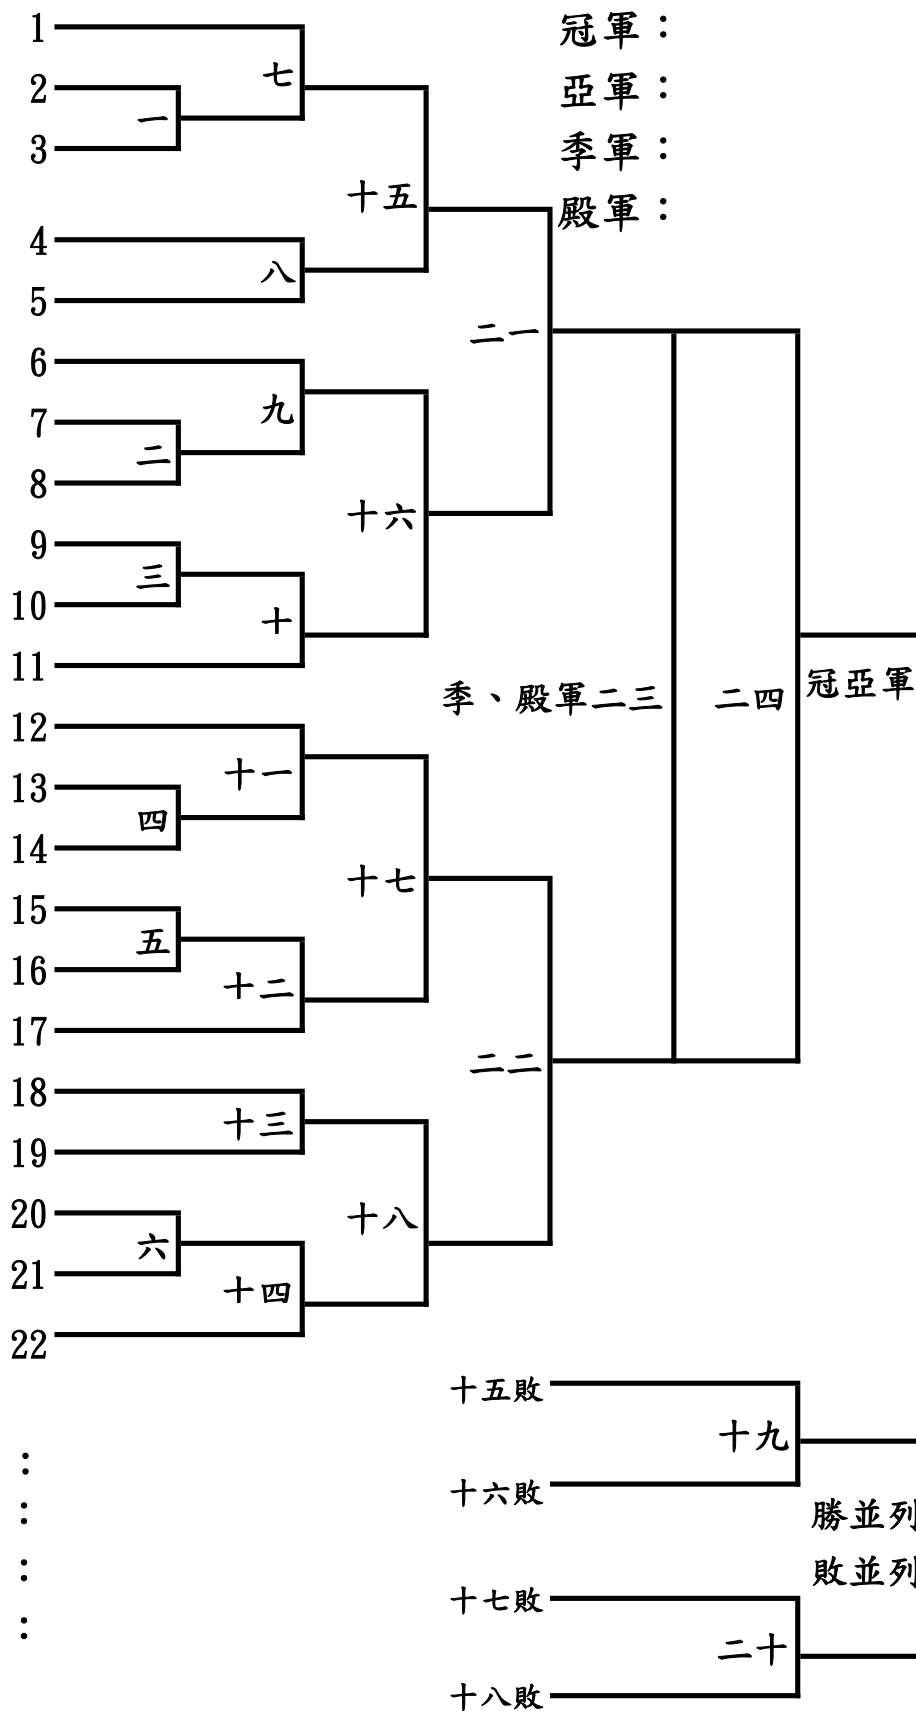 1
冠軍：
2
七
亞軍：
一
3
季軍：
十五
殿軍：
4
八
5
二一
6
九
7
二
8
十六
9
三
10
十
11
季、殿軍二三
二四
冠亞軍
12
十一
13
四
14
十七
15
五
16
十二
17
二二
18
十三
19
20
十八
六
21
十四
22
十五敗
十九
：
十六敗
：
勝並列
：
敗並列
十七敗
：
二十
十八敗